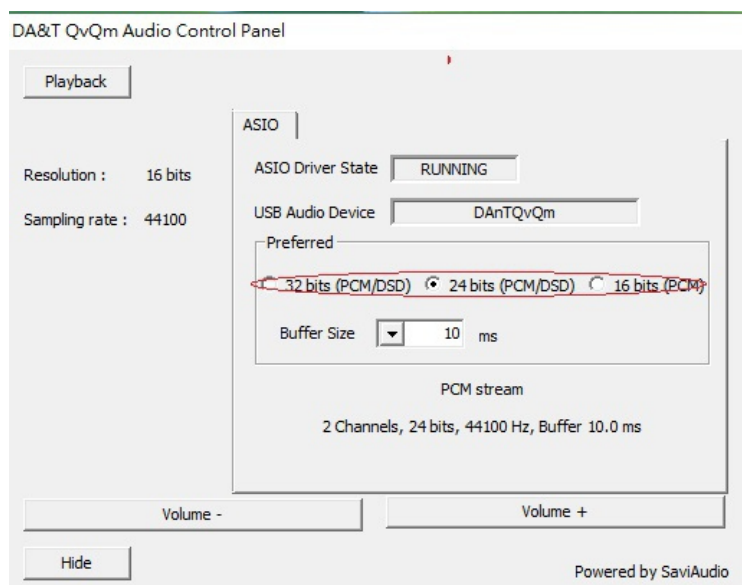 DA&T QvQm Audio Control Panel
Playback
ASIO
Resolution : 16 bits
Sampling rate : 44100
ASIO Driver State RUNNING
USB Audio Device DAnTQvQm
Preferred
32 bits (PCM/DSD) 24 bits (PCM/DSD) 16 bits (PCM)
Buffer Size 10 ms
PCM stream
2 Channels, 24 bits, 44100 Hz, Buffer 10.0 ms
Volume - Volume +
Hide
Powered by SaviAudio